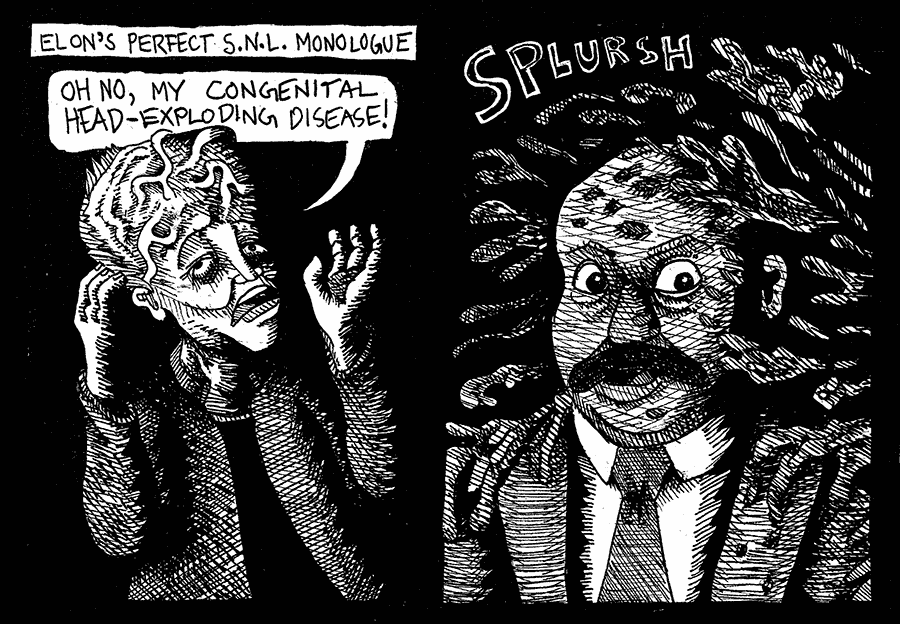 ELON'S PERFECT S.N.L. MONOLOGUE
OH NO, MY CONGENITAL
HEAD-EXPLODING DISEASE!
SPLURSH